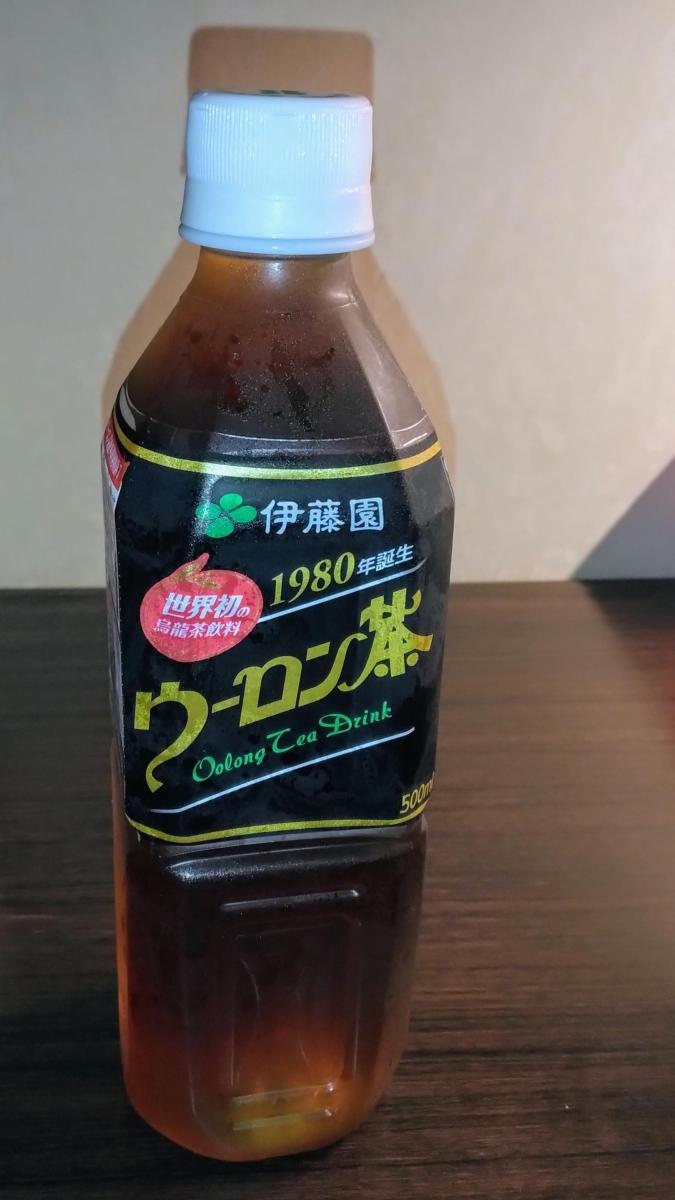 伊藤園
1980年誕生
世界初の
烏龍茶飲料
ウーロン茶
Oolong Tea Drink
500ml